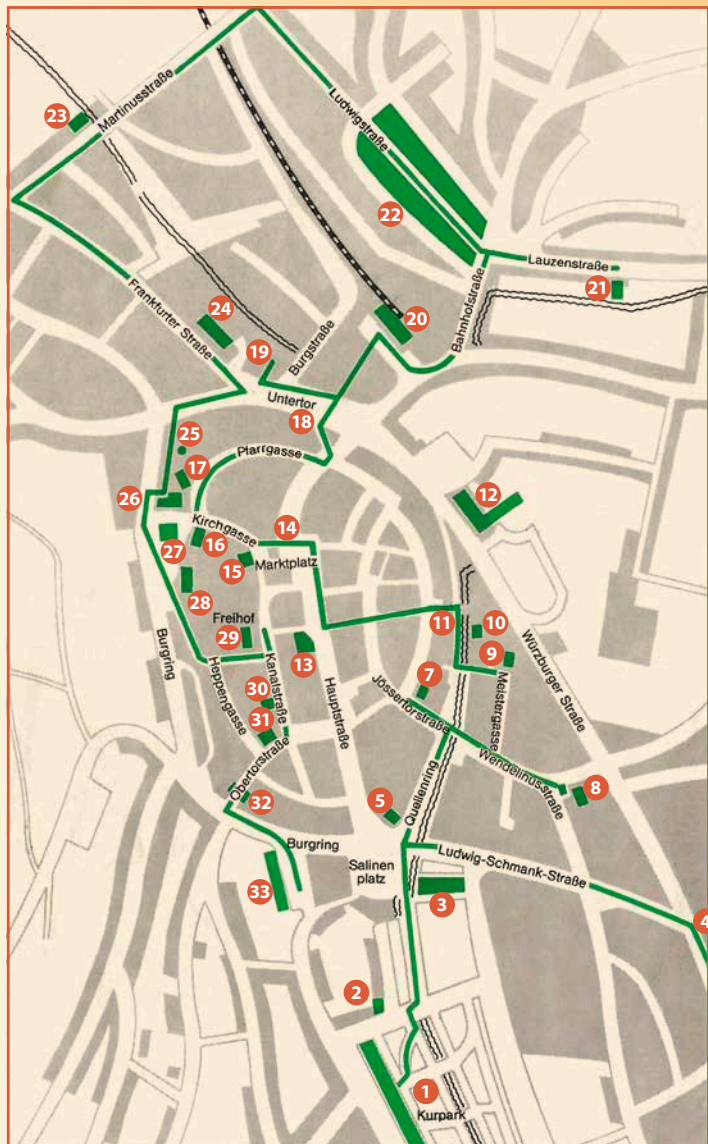 Martinusstraße
23
Ludwigstraße
22
Lauzenstraße
21
Frankfurter Straße
24
20
Bahnhofstraße
19
Burgstraße
Untertor
18
25
Pfarrgasse
17
26
12
Kirchgasse
14
16
27
15
Marktplatz
28
Freihof
11
10
29
13
9
Burgring
Heppengasse
Kanalstraße
30
Hauptstraße
7
Jössertorstraße
Meistergasse
Würzburger Straße
31
Wendelinusstraße
Obertorstraße
8
32
5
Quellenring
Burgring
Salinen
platz
Ludwig-Schmank-Straße
33
3
4
2
1
Kurpark